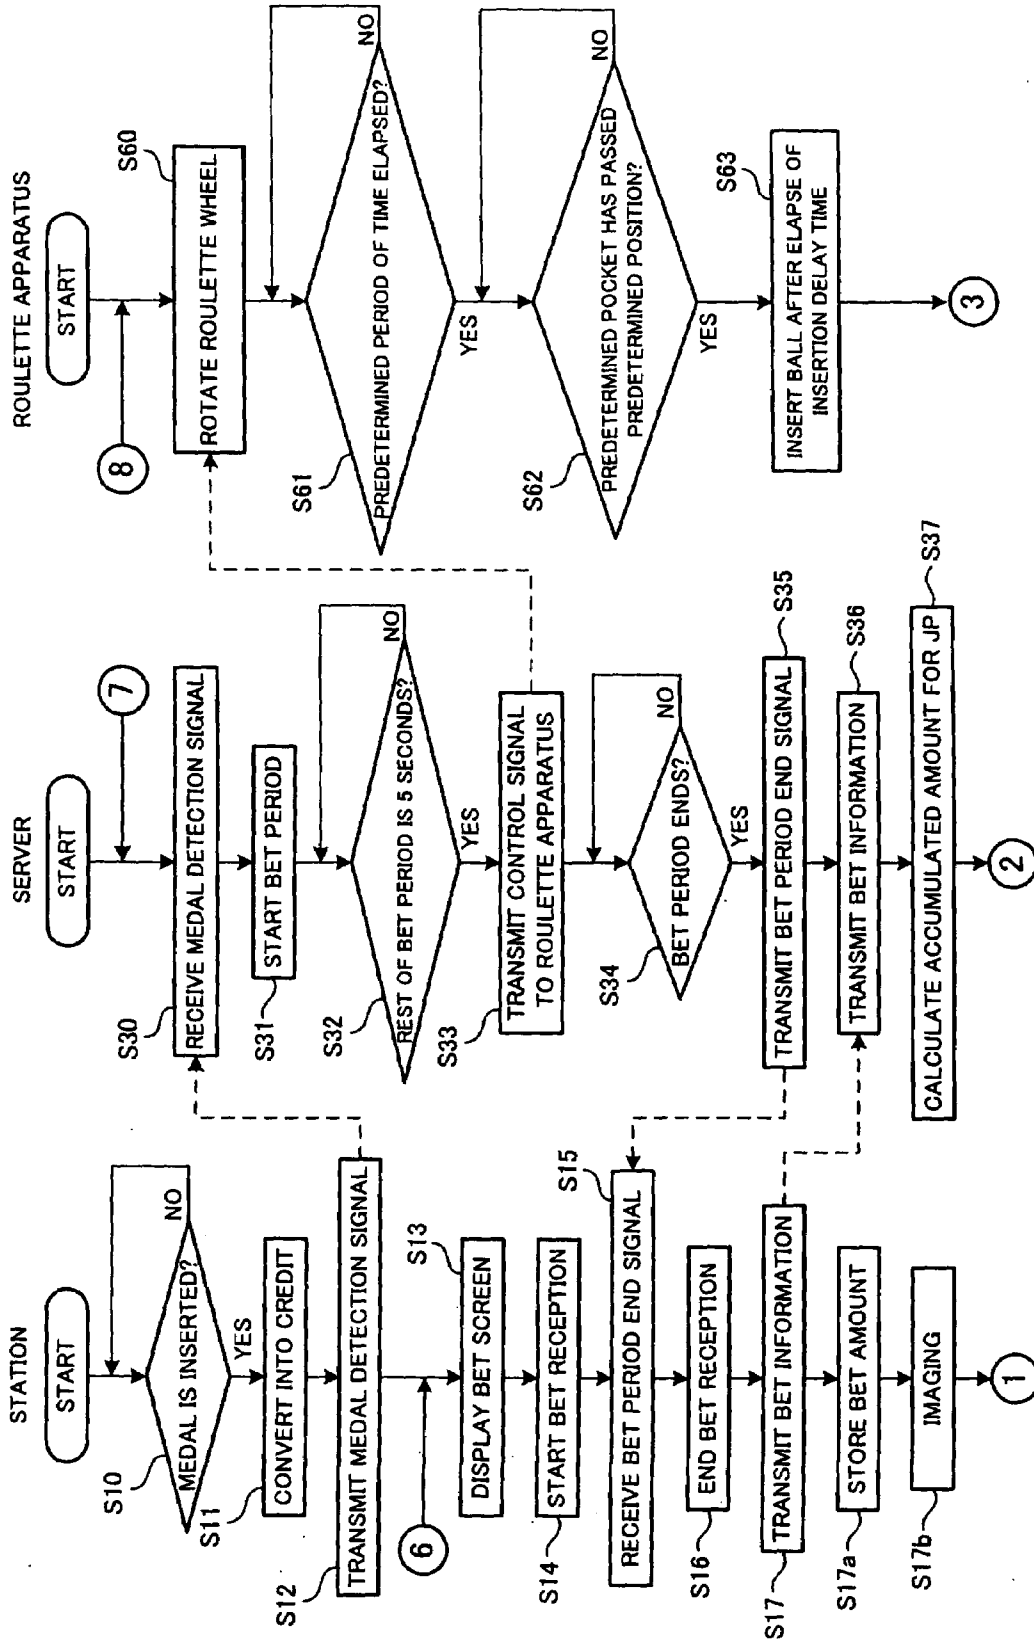 STATION
START
S10
MEDAL IS INSERTED?
NO
YES
S11
CONVERT INTO CREDIT
S12
TRANSMIT MEDAL DETECTION SIGNAL
6
S13
DISPLAY BET SCREEN
S14
START BET RECEPTION
S15
RECEIVE BET PERIOD END SIGNAL
S16
END BET RECEPTION
S17
TRANSMIT BET INFORMATION
S17a
STORE BET AMOUNT
S17b
IMAGING
1
SERVER
START
7
S30
RECEIVE MEDAL DETECTION SIGNAL
S31
START BET PERIOD
S32
REST OF BET PERIOD IS 5 SECONDS?
NO
YES
S33
TRANSMIT CONTROL SIGNAL
TO ROULETTE APPARATUS
S34
BET PERIOD ENDS?
NO
YES
S35
TRANSMIT BET PERIOD END SIGNAL
S36
TRANSMIT BET INFORMATION
S37
CALCULATE ACCUMULATED AMOUNT FOR JP
2
ROULETTE APPARATUS
START
8
S60
ROTATE ROULETTE WHEEL
S61
PREDETERMINED PERIOD OF TIME ELAPSED?
NO
YES
S62
PREDETERMINED POCKET HAS PASSED
PREDETERMINED POSITION?
NO
YES
S63
INSERT BALL AFTER ELAPSE OF
INSERTION DELAY TIME
3